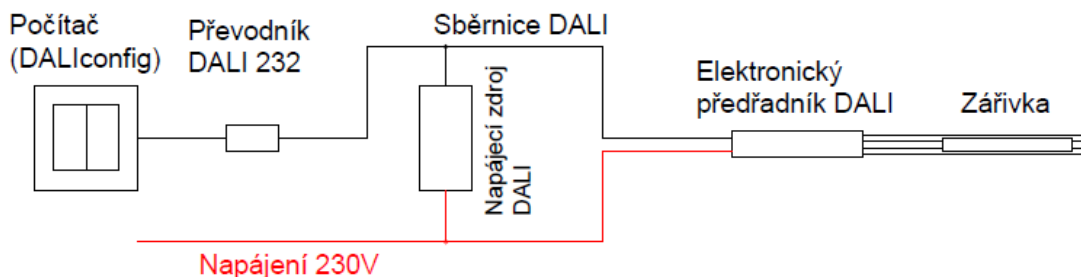 Počítač
(DALIconfig)
Převodník
DALI 232
Sběrnice DALI
Napájecí zdroj
DALI
Elektronický
předřadník DALI
Zářivka
Napájení 230V